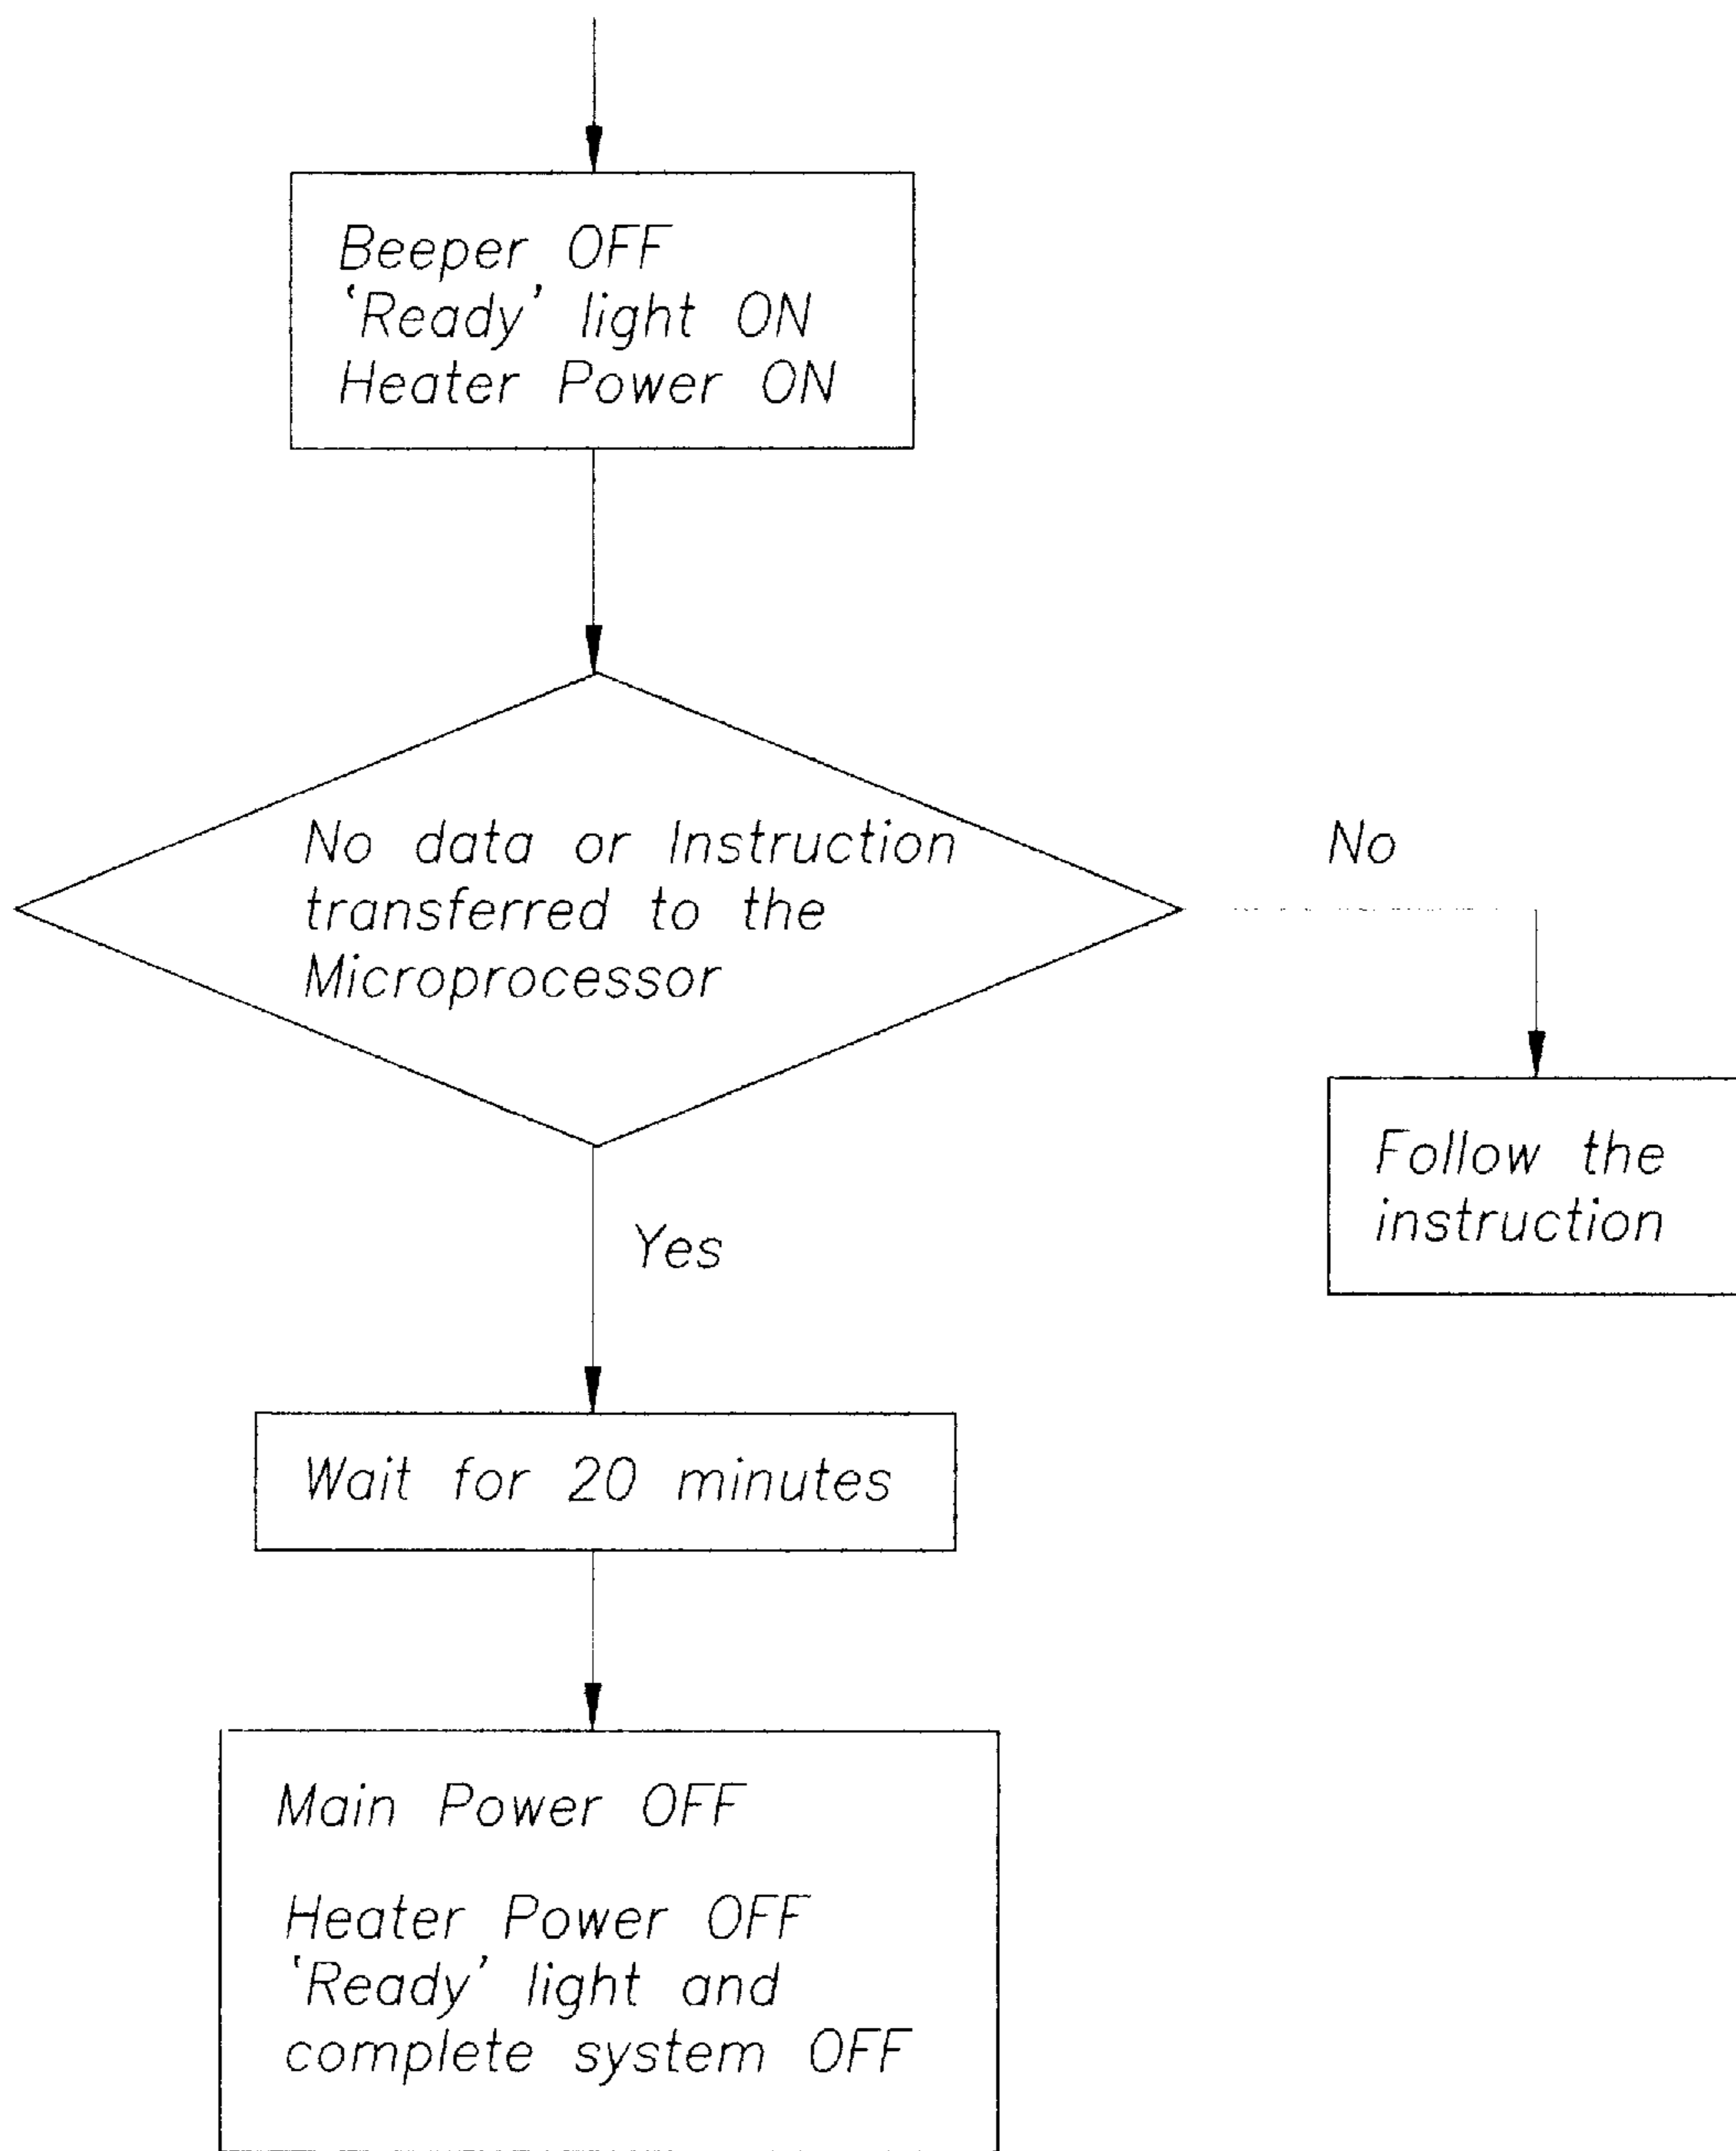 Beeper OFF
‘Ready’ light ON
Heater Power ON
No data or Instruction
transferred to the
Microprocessor
No
Follow the
instruction
Yes
Wait for 20 minutes
Main Power OFF
Heater Power OFF
‘Ready’ light and
complete system OFF